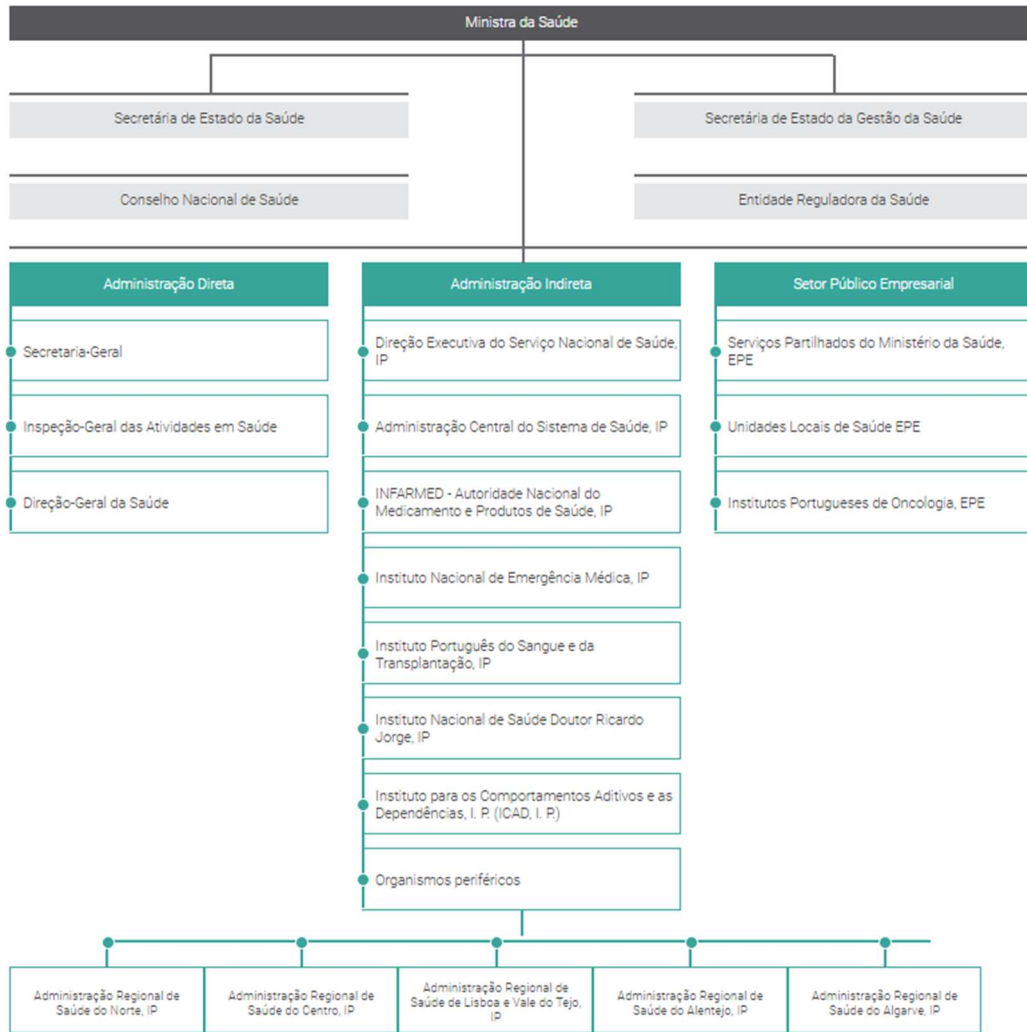 Ministra da Saúde
Secretária de Estado da Saúde
Secretária de Estado da Gestão da Saúde
Conselho Nacional de Saúde
Entidade Reguladora da Saúde
Administração Direta
Secretaria-Geral
Inspeção-Geral das Atividades em Saúde
Direção-Geral da Saúde
Administração Indireta
Direção Executiva do Serviço Nacional de Saúde,
IP
Administração Central do Sistema de Saúde, IP
INFARMED - Autoridade Nacional do
Medicamento e Produtos de Saúde, IP
Instituto Nacional de Emergência Médica, IP
Instituto Português do Sangue e da
Transplantação, IP
Instituto Nacional de Saúde Doutor Ricardo
Jorge, IP
Instituto para os Comportamentos Aditivos e as
Dependências, I. P. (ICAD, I. P.)
Organismos periféricos
Setor Público Empresarial
Serviços Partilhados do Ministério da Saúde,
EPE
Unidades Locais de Saúde EPE
Institutos Portugueses de Oncologia, EPE
Administração Regional de
Saúde do Norte, IP
Administração Regional de
Saúde do Centro, IP
Administração Regional de
Saúde de Lisboa e Vale do Tejo,
IP
Administração Regional de
Saúde do Alentejo, IP
Administração Regional de
Saúde do Algarve, IP